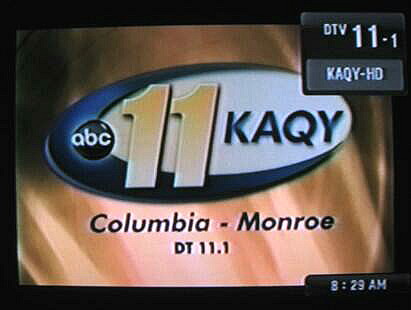 DTV 11-1
KAQY-HD
abc 11 KAQY
Columbia - Monroe
DT 11.1
8:29 AM